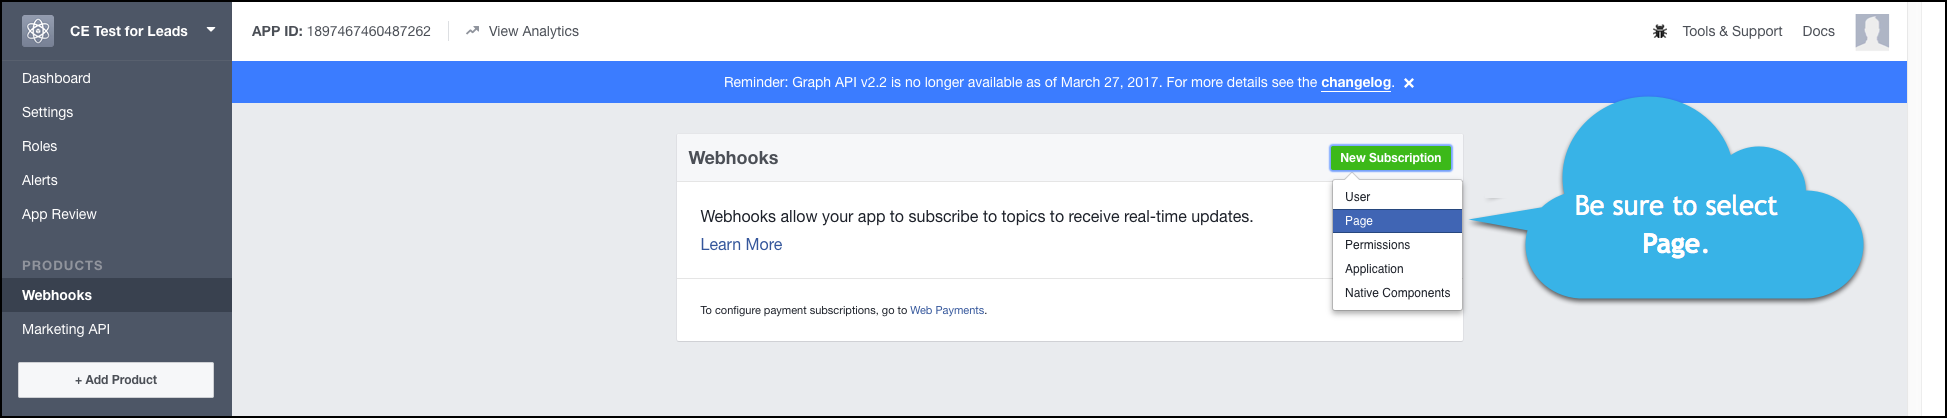 CE Test for Leads
APP ID: 1897467460487262
View Analytics
Tools & Support
Docs
Dashboard
Settings
Roles
Alerts
App Review
PRODUCTS
Webhooks
Marketing API
+ Add Product
Reminder: Graph API v2.2 is no longer available as of March 27, 2017. For more details see the changelog. ×
Webhooks
New Subscription
User
Page
Permissions
Application
Native Components
Webhooks allow your app to subscribe to topics to receive real-time updates.
Learn More
To configure payment subscriptions, go to Web Payments.
Be sure to select
Page.